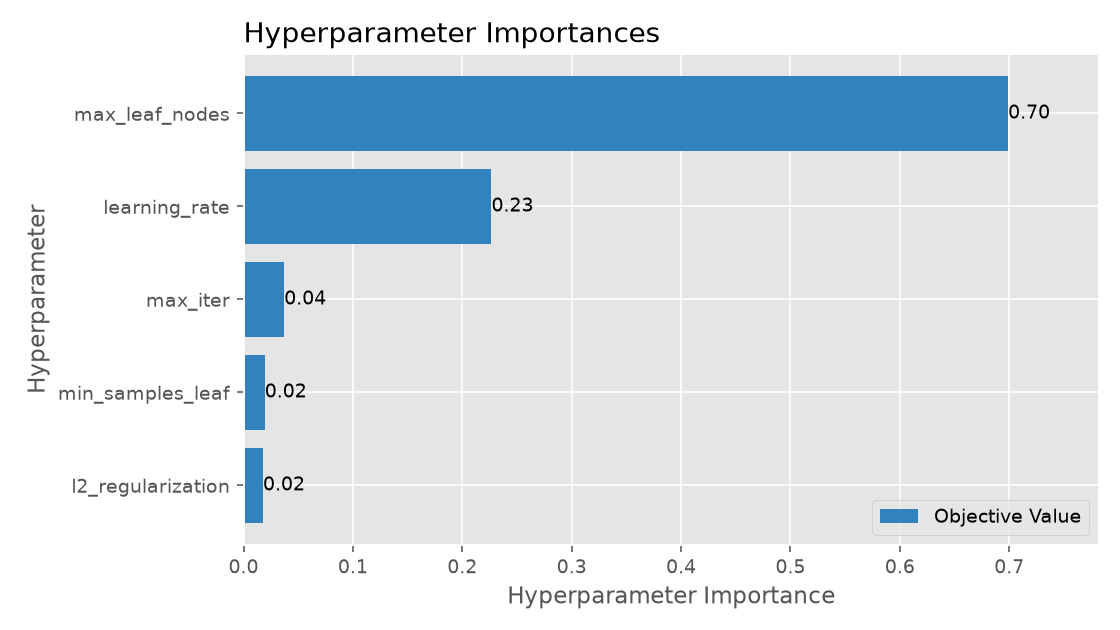 Hyperparameter Importances
Hyperparameter
max_leaf_nodes
0.70
learning_rate
0.23
max_iter
0.04
min_samples_leaf
0.02
l2_regularization
0.02
Objective Value
0.0 0.1 0.2 0.3 0.4 0.5 0.6 0.7
Hyperparameter Importance